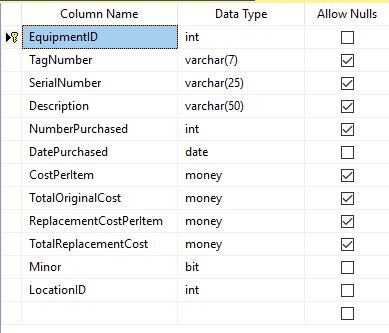 Column Name Data Type Allow Nulls
EquipmentID int
TagNumber varchar(7)
SerialNumber varchar(25)
Description varchar(50)
NumberPurchased int
DatePurchased date
CostPerItem money
TotalOriginalCost money
ReplacementCostPerItem money
TotalReplacementCost money
Minor bit
LocationID int